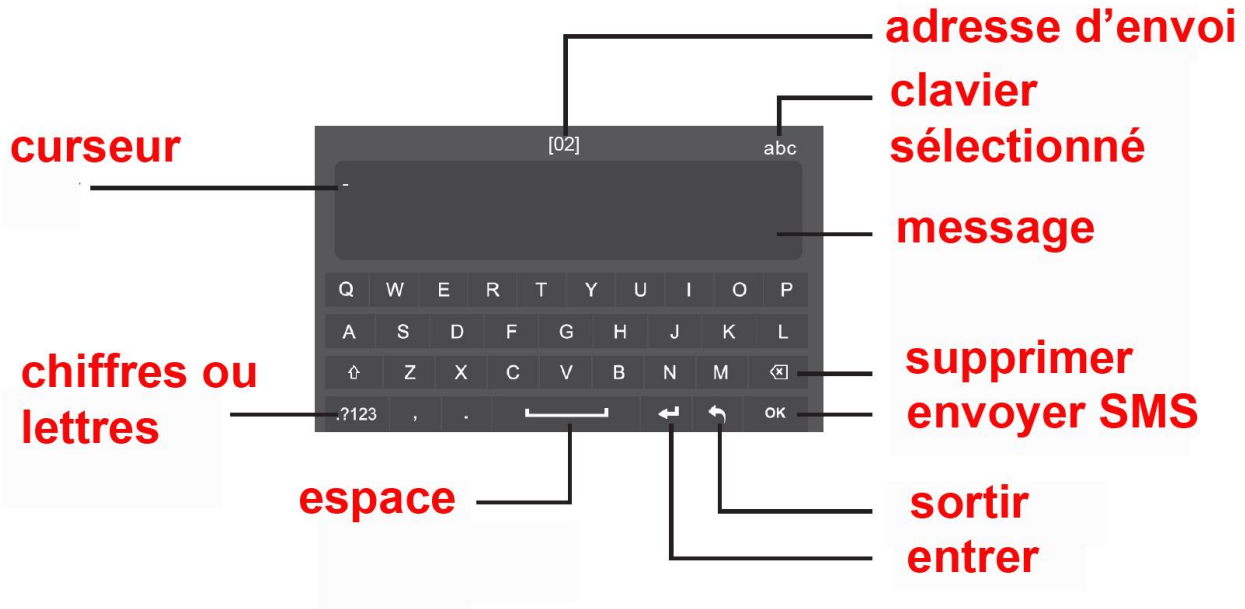 adresse d’envoi
clavier
sélectionné
curseur
[02]
abc
-
message
Q W E R T Y U I O P
A S D F G H J K L
Z X C V B N M
.?123 , . OK
chiffres ou
lettres
supprimer
envoyer SMS
espace
sortir
entrer